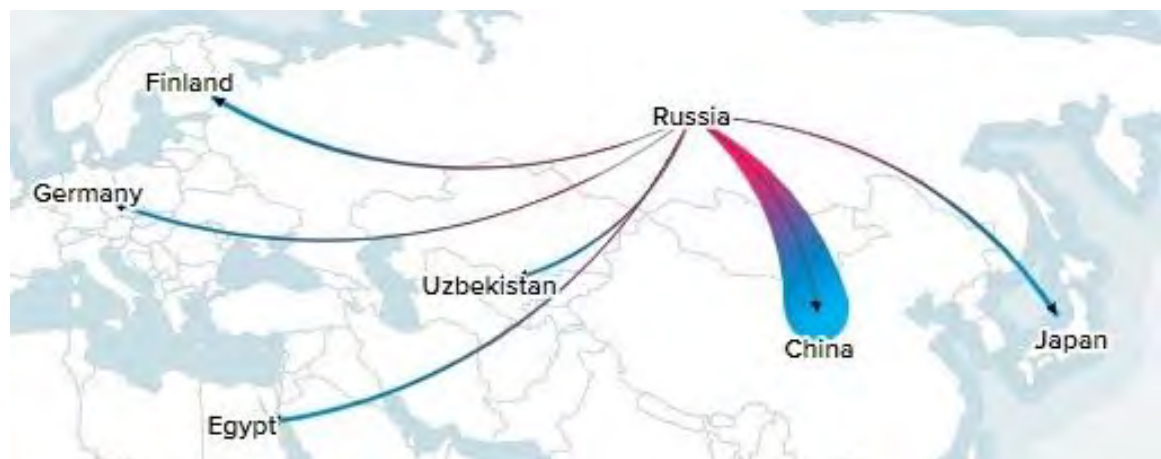 Finland
Russia
Germany
Uzbekistan
China
Japan
Egypt